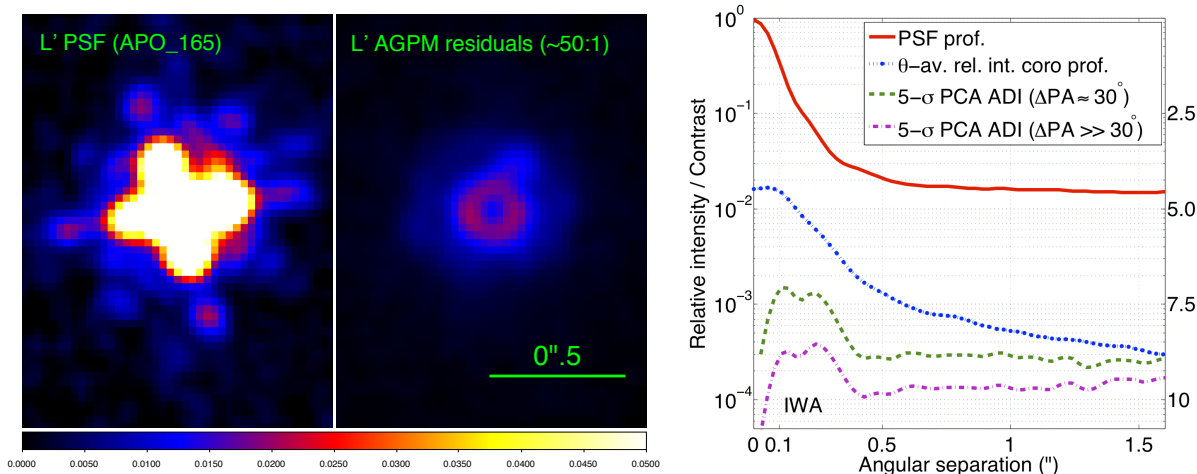 L' PSF (APO_165)
L' AGPM residuals (~50:1)
0".5
0.0000 0.0050 0.0100 0.0150 0.0200 0.0250 0.0300 0.0350 0.0400 0.0450 0.0500
Relative intensity / Contrast
10⁰
10⁻¹
10⁻²
10⁻³
10⁻⁴
PSF prof.
θ−av. rel. int. coro prof.
5−σ PCA ADI (ΔPA≈ 30°)
5−σ PCA ADI (ΔPA >> 30°)
2.5
5.0
7.5
10
IWA
0 0.1 0.5 1 1.5
Angular separation (")